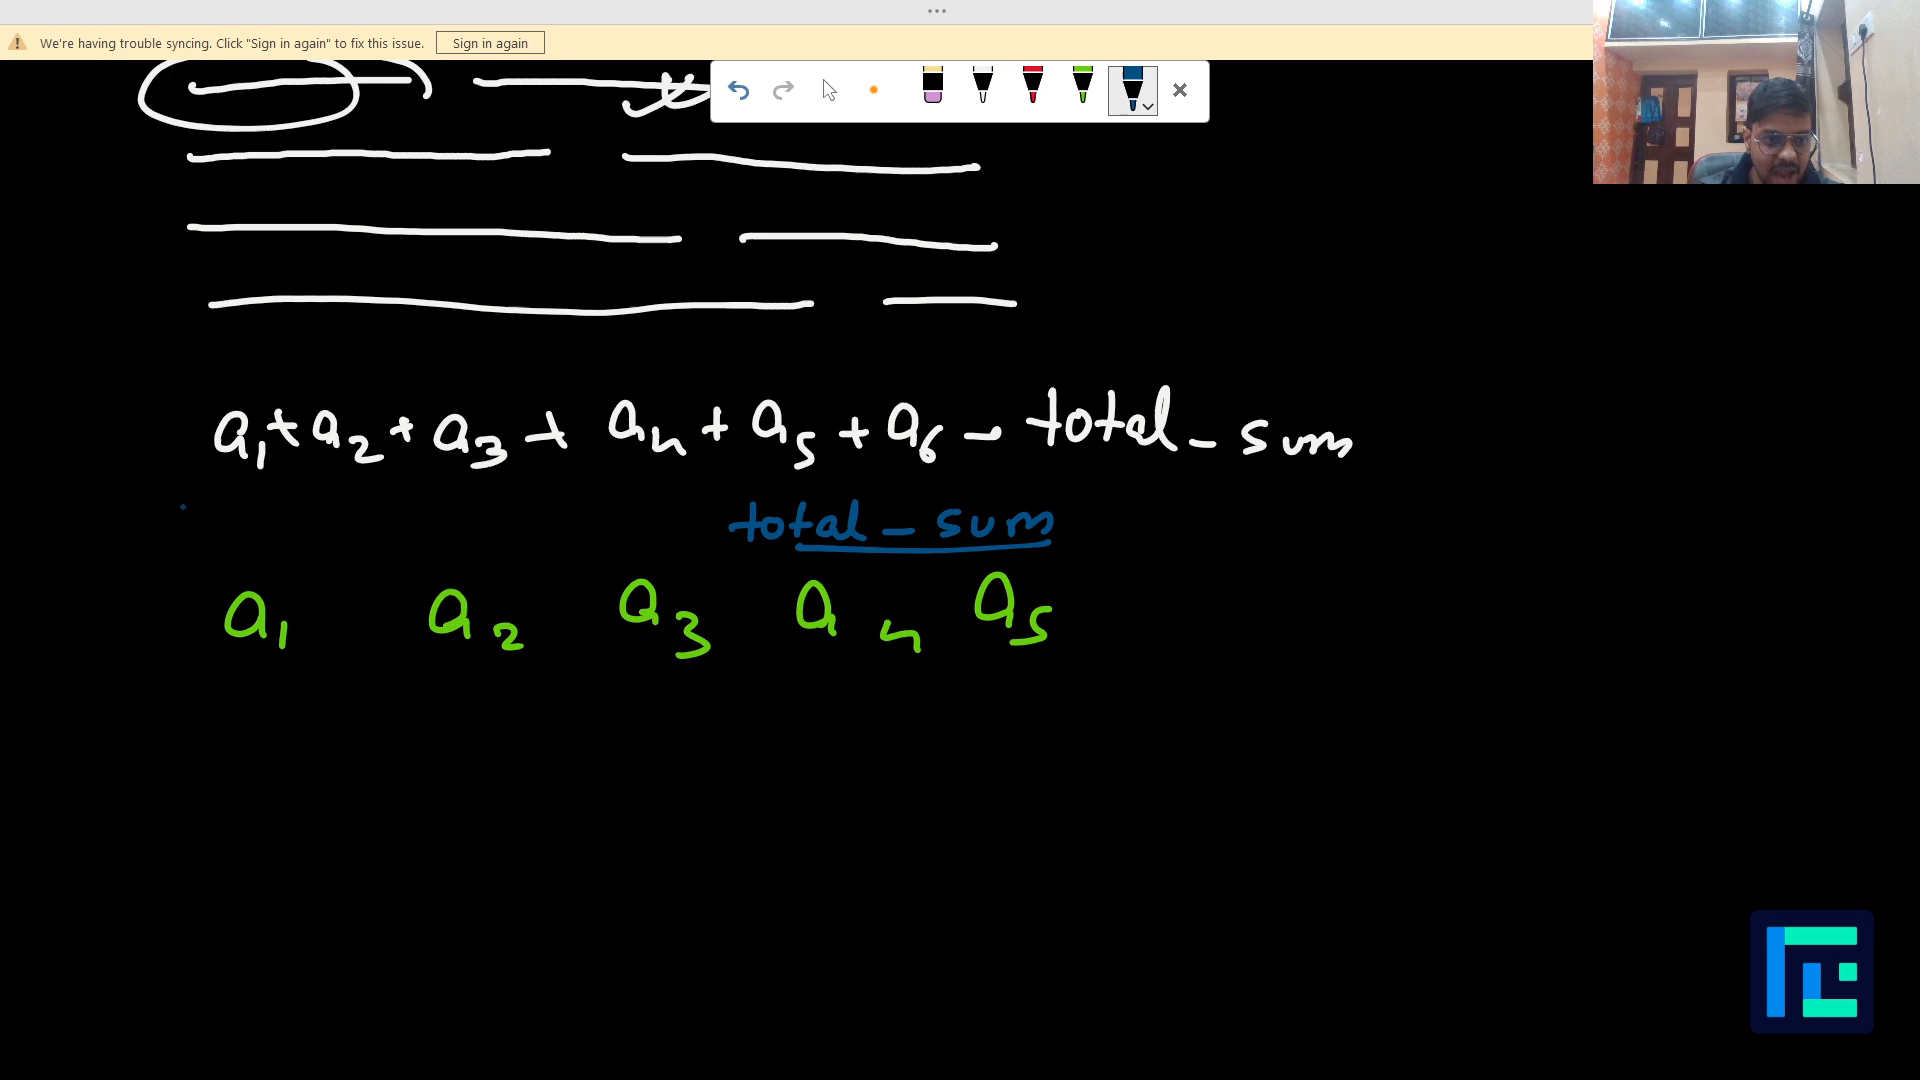 We're having trouble syncing. Click "Sign in again" to fix this issue. Sign in again
a₁ + a₂ + a₃ + a₄ + a₅ + a₆ - total_sum
total_sum
a₁ a₂ a₃ a₄ a₅